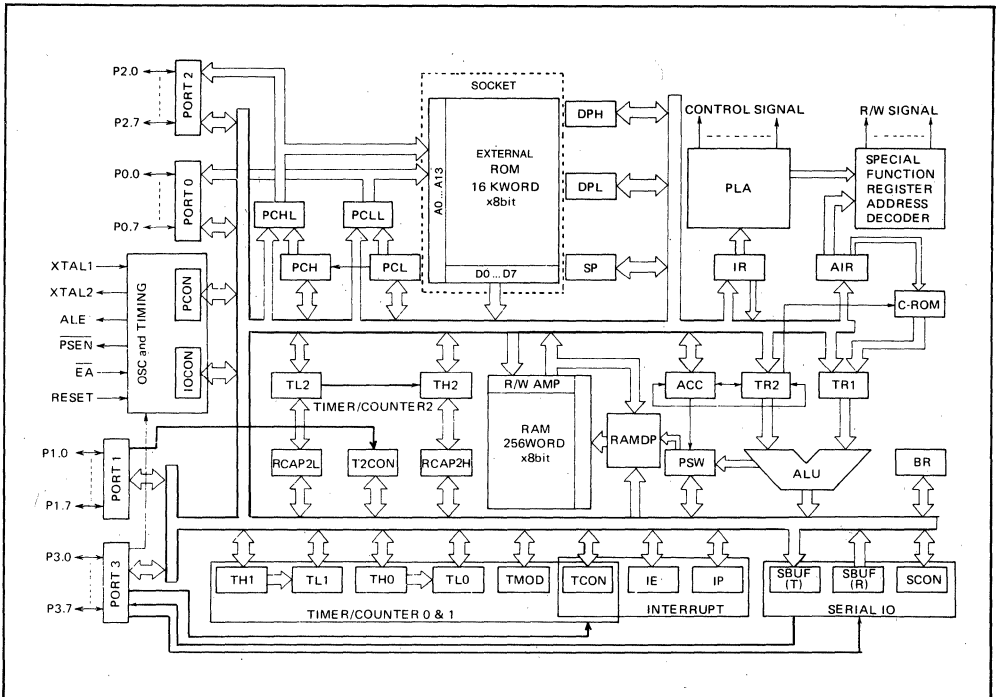 P2.0
P2.7
PORT 2
P0.0
P0.7
PORT 0
XTAL1
XTAL2
ALE
PSEN
EA
RESET
OSC and TIMING
PCON
IOCON
P1.0
P1.7
PORT 1
P3.0
P3.7
PORT 3
PCHL
PCLL
PCH
PCL
SOCKET
A0 ... A13
EXTERNAL
ROM
16 KWORD
x8bit
D0 ... D7
DPH
DPL
SP
CONTROL SIGNAL
PLA
R/W SIGNAL
SPECIAL
FUNCTION
REGISTER
ADDRESS
DECODER
IR
AIR
C-ROM
TL2
TH2
TIMER/COUNTER2
RCAP2L
T2CON
RCAP2H
R/W AMP
RAM
256WORD
x8bit
RAMDP
ACC
TR2
TR1
PSW
ALU
BR
TH1
TL1
TH0
TL0
TMOD
TCON
IE
IP
SBUF
(T)
SBUF
(R)
SCON
TIMER/COUNTER 0 & 1
INTERRUPT
SERIAL IO